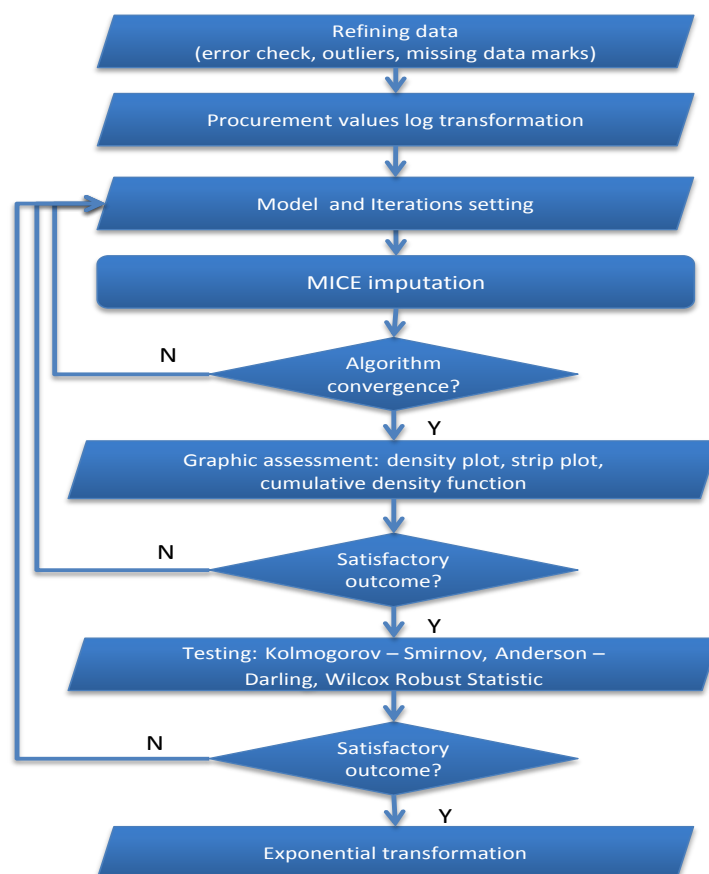 Refining data
(error check, outliers, missing data marks)
Procurement values log transformation
Model and Iterations setting
MICE imputation
N
Algorithm
convergence?
Y
Graphic assessment: density plot, strip plot,
cumulative density function
N
Satisfactory
outcome?
Y
Testing: Kolmogorov – Smirnov, Anderson –
Darling, Wilcox Robust Statistic
N
Satisfactory
outcome?
Y
Exponential transformation